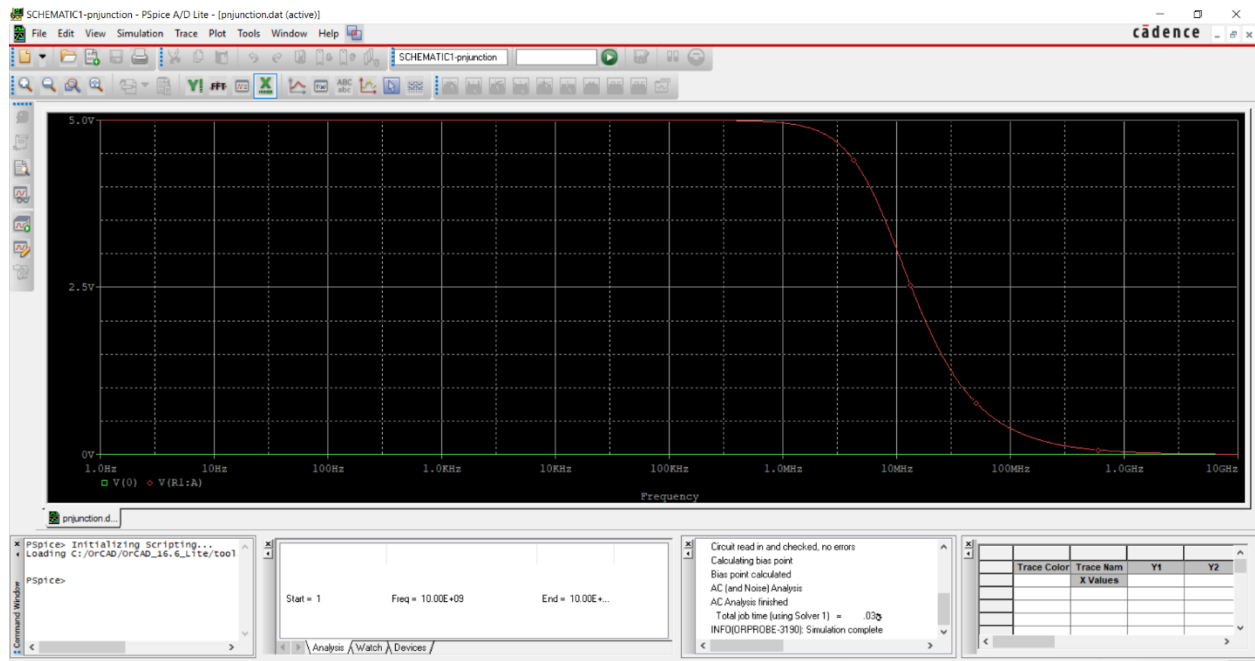 SCHEMATIC1-pnjunction - PSpice A/D Lite - [pnjunction.dat (active)]
File Edit View Simulation Trace Plot Tools Window Help
cādence
SCHEMATIC1-pnjunction
5.0V
2.5V
0V
1.0Hz 10Hz 100Hz 1.0KHz 10KHz 100KHz 1.0MHz 10MHz 100MHz 1.0GHz 10GHz
V(0) V(R1:A)
Frequency
pnjunction.d...
Command Window
PSpice> Initializing Scripting...
Loading C:/OrCAD/OrCAD_16.6_Lite/tool
PSpice>
Start = 1 Freq = 10.00E+09 End = 10.00E+...
Analysis Watch Devices
Circuit read in and checked, no errors
Calculating bias point
Bias point calculated
AC (and Noise) Analysis
AC Analysis finished
Total job time (using Solver 1) =
INFO(ORPROBE-3190): Simulation complete
Trace Color Trace Nam Y1 Y2
X Values